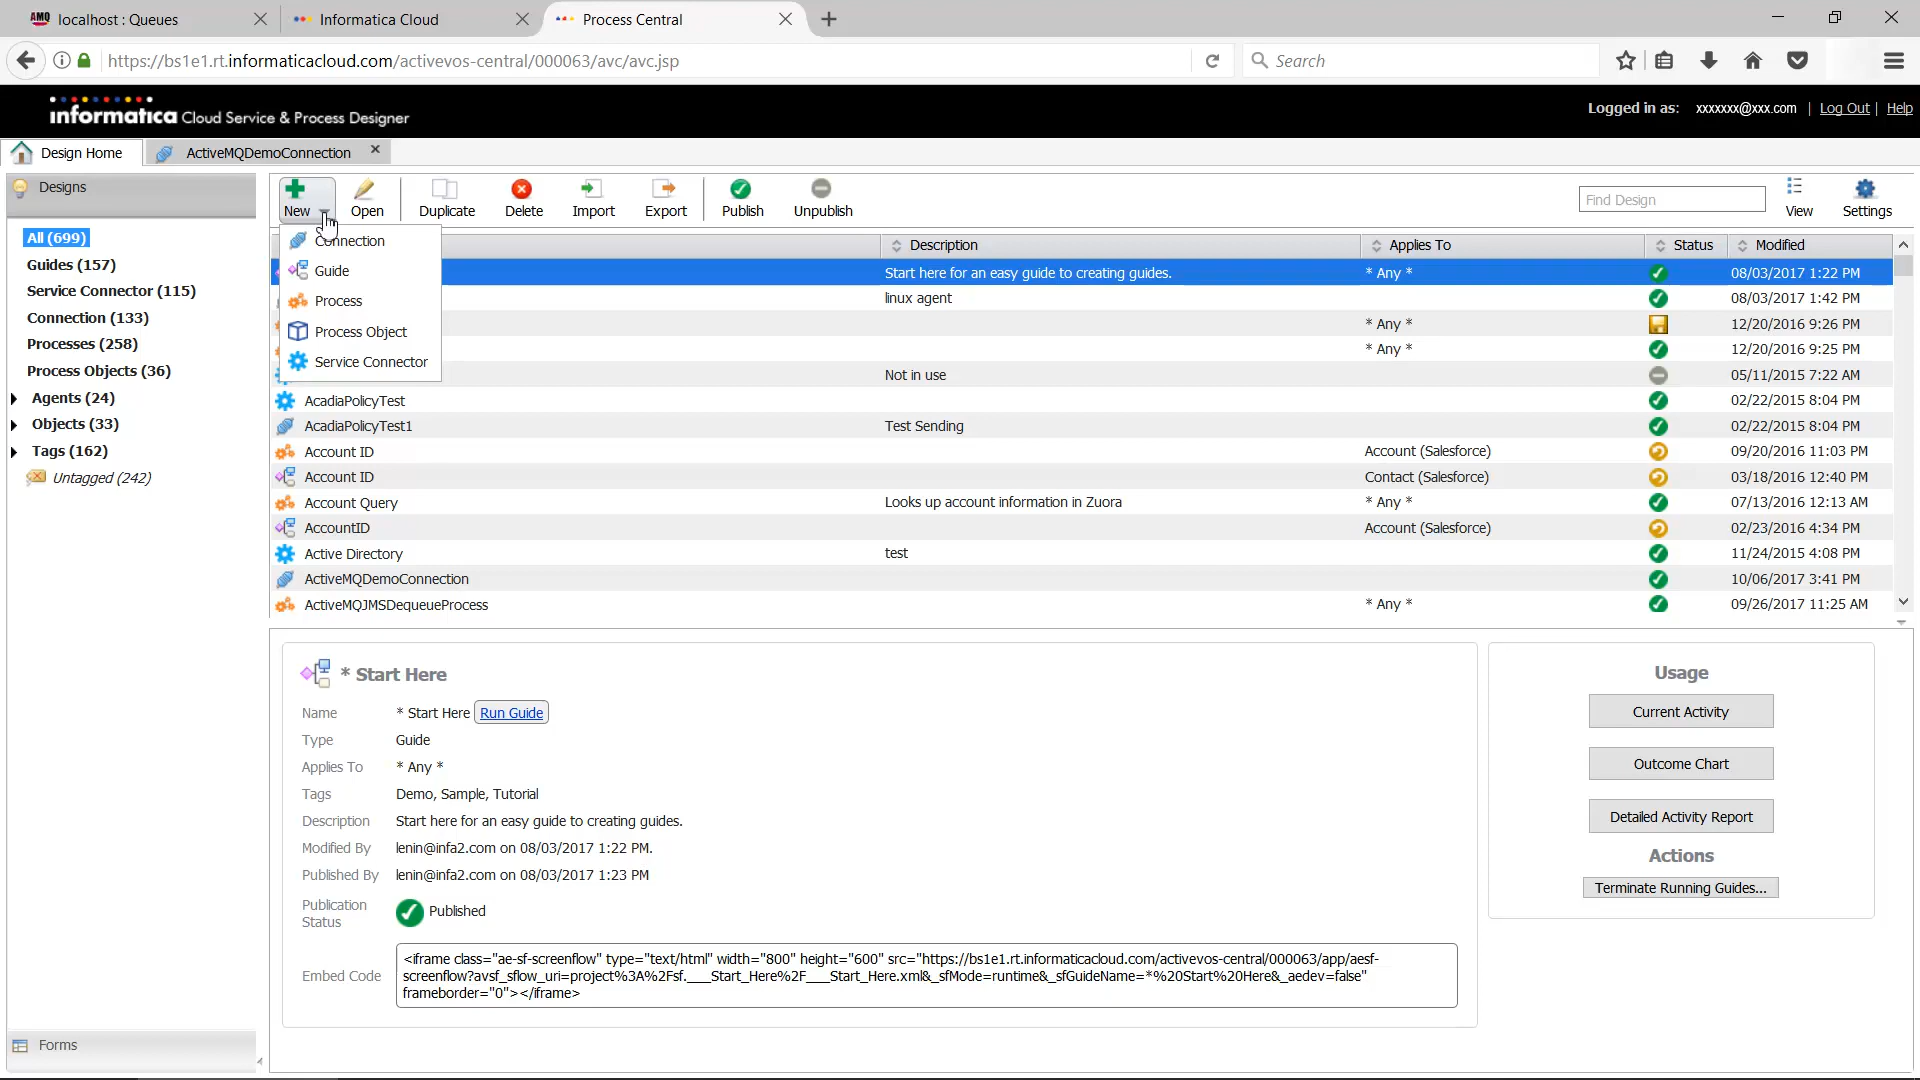 localhost : Queues
Informatica Cloud
Process Central
https://bs1e1.rt.informaticacloud.com/activevos-central/000063/avc/avc.jsp
Search
informatica Cloud Service & Process Designer
Logged in as: xxxxxxx@xxx.com | Log Out | Help
Design Home
ActiveMQDemoConnection
Designs
All (699)
Guides (157)
Service Connector (115)
Connection (133)
Processes (258)
Process Objects (36)
Agents (24)
Objects (33)
Tags (162)
Untagged (242)
Forms
New
Open
Duplicate
Delete
Import
Export
Publish
Unpublish
Find Design
View
Settings
Connection
Guide
Process
Process Object
Service Connector
Description Applies To Status Modified
Start here for an easy guide to creating guides. * Any * 08/03/2017 1:22 PM
linux agent 08/03/2017 1:42 PM
* Any * 12/20/2016 9:26 PM
* Any * 12/20/2016 9:25 PM
Not in use 05/11/2015 7:22 AM
AcadiaPolicyTest 02/22/2015 8:04 PM
AcadiaPolicyTest1 Test Sending 02/22/2015 8:04 PM
Account ID Account (Salesforce) 09/20/2016 11:03 PM
Account ID Contact (Salesforce) 03/18/2016 12:40 PM
Account Query Looks up account information in Zuora * Any * 07/13/2016 12:13 AM
AccountID Account (Salesforce) 02/23/2016 4:34 PM
Active Directory test 11/24/2015 4:08 PM
ActiveMQDemoConnection 10/06/2017 3:41 PM
ActiveMQJMSDequeueProcess * Any * 09/26/2017 11:25 AM
* Start Here
Name * Start Here Run Guide
Type Guide
Applies To * Any *
Tags Demo, Sample, Tutorial
Description Start here for an easy guide to creating guides.
Modified By lenin@infa2.com on 08/03/2017 1:22 PM.
Published By lenin@infa2.com on 08/03/2017 1:23 PM
Publication Status Published
Embed Code
<iframe class="ae-sf-screenflow" type="text/html" width="800" height="600" src="https://bs1e1.rt.informaticacloud.com/activevos-central/000063/app/aesf-
screenflow?avsf_sflow_uri=project%3A%2Fsf.___Start_Here%2F___Start_Here.xml&_sfMode=runtime&_sfGuideName=*%20Start%20Here&_aedev=false"
frameborder="0"></iframe>
Usage
Current Activity
Outcome Chart
Detailed Activity Report
Actions
Terminate Running Guides...